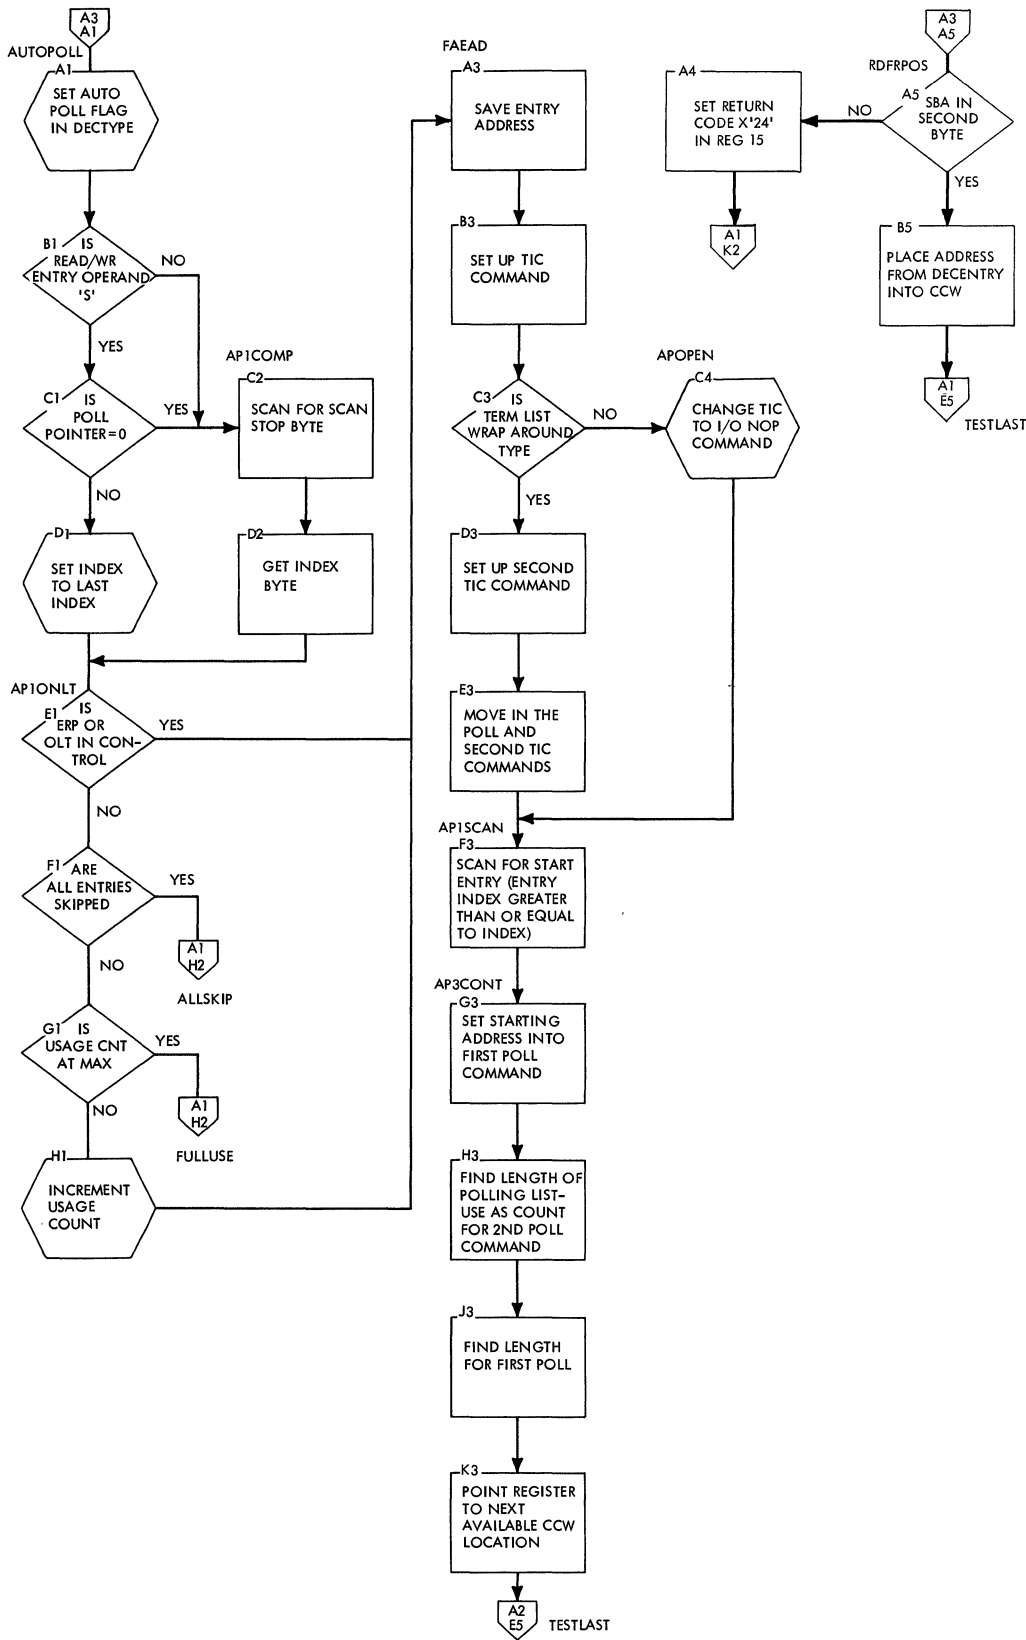 A3
A1
AUTOPOLL
A1
SET AUTO
POLL FLAG
IN DECTYPE
B1 IS
READ/WR
ENTRY OPERAND
'S'
NO
YES
C1 IS
POLL
POINTER=0
YES
NO
AP1COMP
C2
SCAN FOR SCAN
STOP BYTE
D1
SET INDEX
TO LAST
INDEX
D2
GET INDEX
BYTE
AP1ONLT
E1 IS
ERP OR
OLT IN CON-
TROL
YES
NO
F1 ARE
ALL ENTRIES
SKIPPED
YES
NO
A1
H2
ALLSKIP
G1 IS
USAGE CNT
AT MAX
YES
NO
A1
H2
FULLUSE
H1
INCREMENT
USAGE
COUNT
FAEAD
A3
SAVE ENTRY
ADDRESS
B3
SET UP TIC
COMMAND
C3 IS
TERM LIST
WRAP AROUND
TYPE
NO
YES
APOPEN
C4
CHANGE TIC
TO I/O NOP
COMMAND
D3
SET UP SECOND
TIC COMMAND
E3
MOVE IN THE
POLL AND
SECOND TIC
COMMANDS
AP1SCAN
F3
SCAN FOR START
ENTRY (ENTRY
INDEX GREATER
THAN OR EQUAL
TO INDEX)
AP3CONT
G3
SET STARTING
ADDRESS INTO
FIRST POLL
COMMAND
H3
FIND LENGTH OF
POLLING LIST-
USE AS COUNT
FOR 2ND POLL
COMMAND
J3
FIND LENGTH
FOR FIRST POLL
K3
POINT REGISTER
TO NEXT
AVAILABLE CCW
LOCATION
A2
E5
TESTLAST
A3
A5
RDFRPOS
A5 SBA IN
SECOND
BYTE
NO
YES
A4
SET RETURN
CODE X'24'
IN REG 15
A1
K2
B5
PLACE ADDRESS
FROM DECENTRY
INTO CCW
A1
E5
TESTLAST